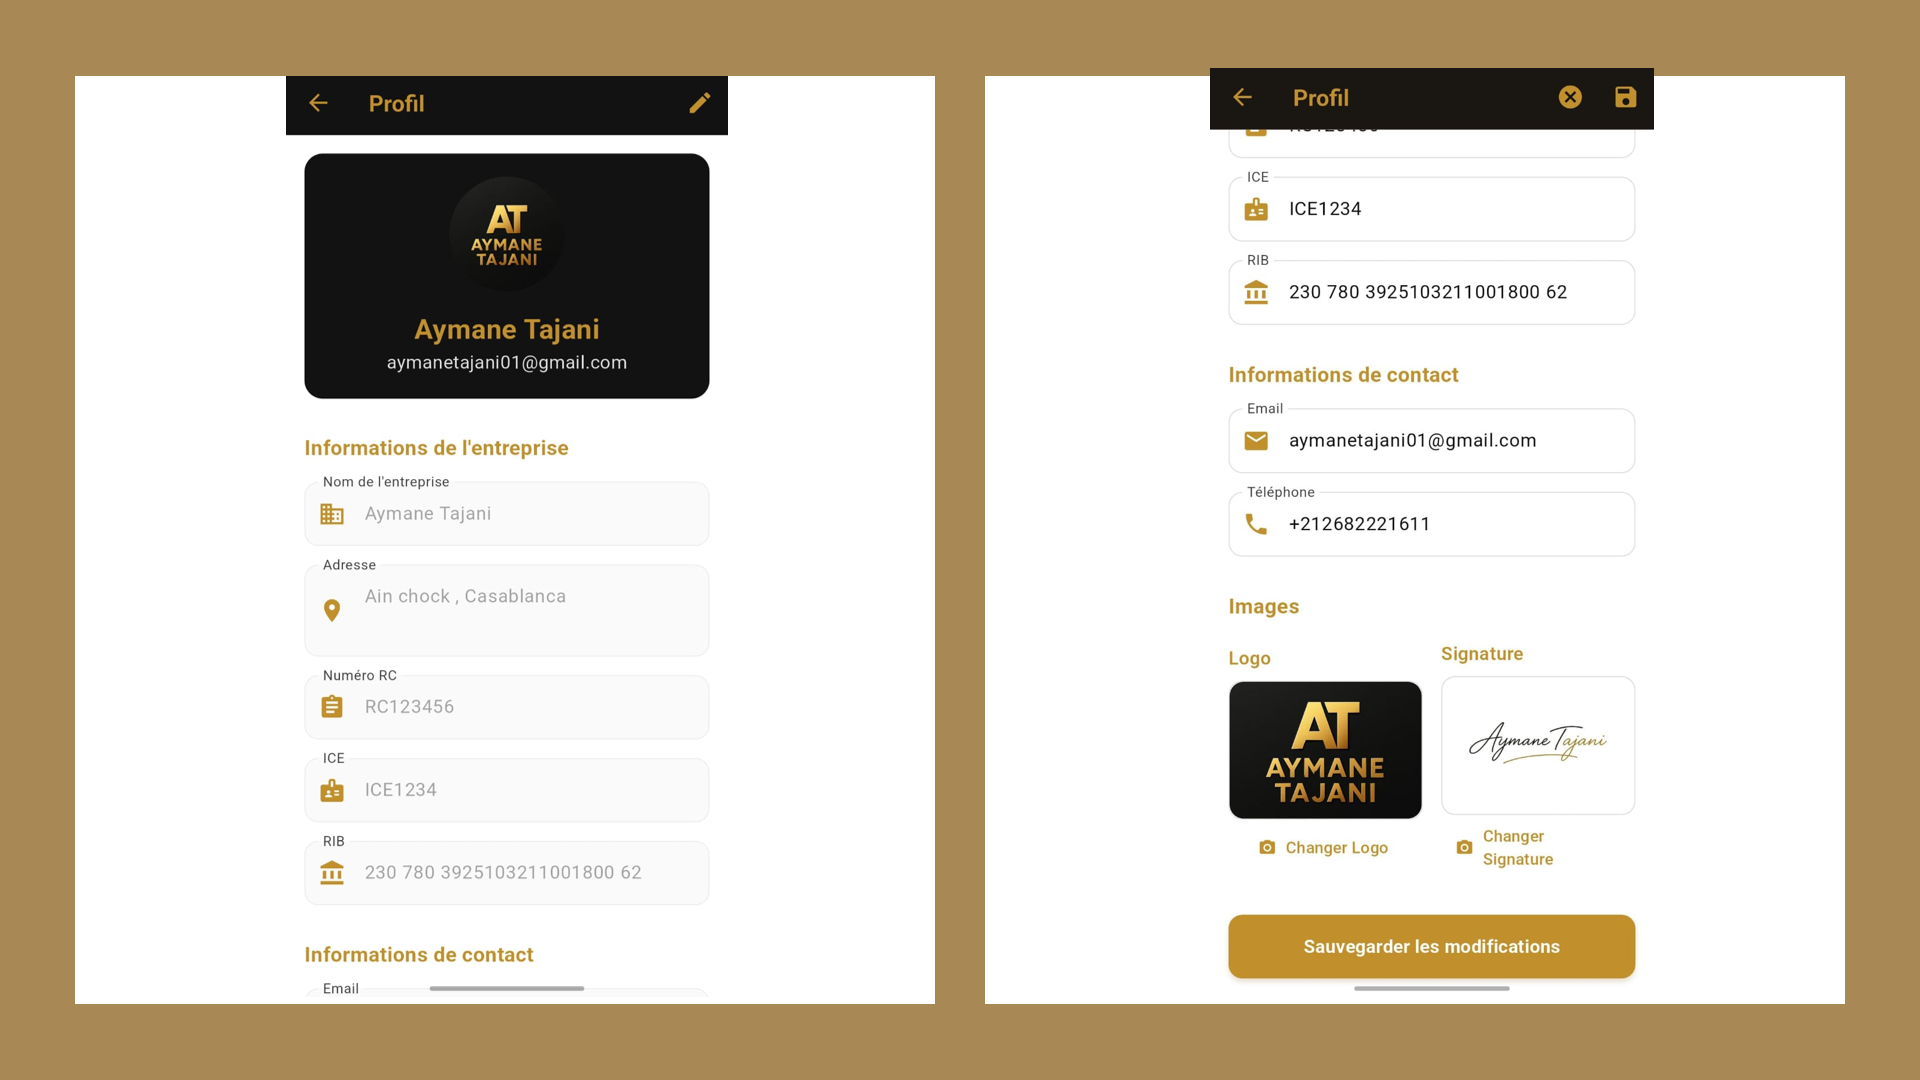 Profil
AT
AYMANE
TAJANI
Aymane Tajani
aymanetajani01@gmail.com
Informations de l'entreprise
Nom de l'entreprise
Aymane Tajani
Adresse
Ain chock , Casablanca
Numéro RC
RC123456
ICE
ICE1234
RIB
230 780 3925103211001800 62
Informations de contact
Email
Profil
ICE
ICE1234
RIB
230 780 3925103211001800 62
Informations de contact
Email
aymanetajani01@gmail.com
Téléphone
+212682221611
Images
Logo
Signature
AT
AYMANE
TAJANI
Aymane Tajani
Changer Logo
Changer
Signature
Sauvegarder les modifications